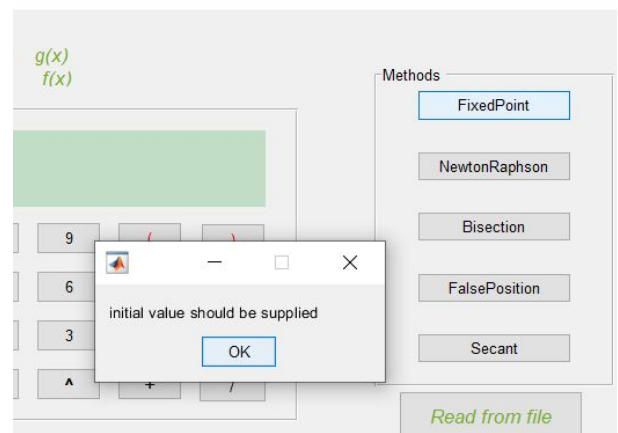 g(x)
f(x)
Methods
FixedPoint
NewtonRaphson
Bisection
FalsePosition
Secant
Read from file
9
( )
6
3
^ + /
initial value should be supplied
OK